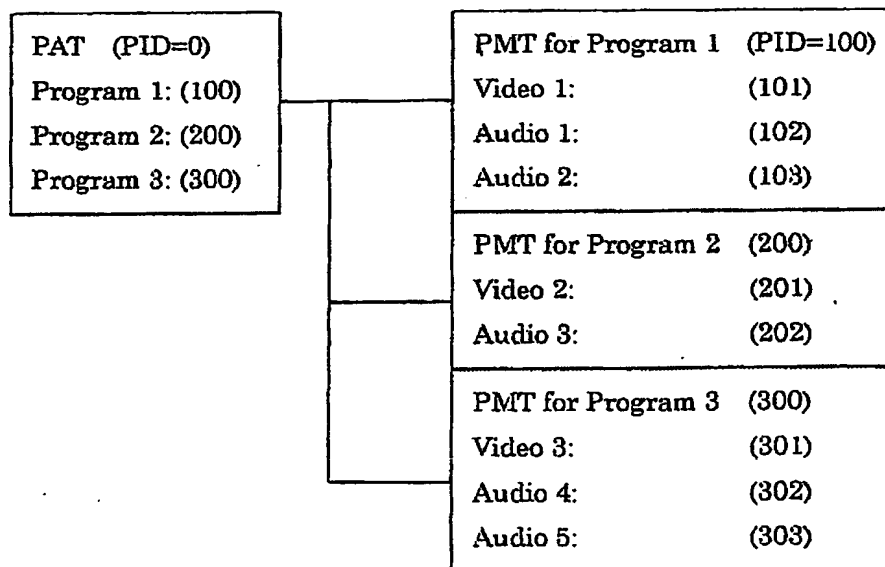 PAT (PID=0)
Program 1: (100)
Program 2: (200)
Program 3: (300)
PMT for Program 1 (PID=100)
Video 1: (101)
Audio 1: (102)
Audio 2: (103)
PMT for Program 2 (200)
Video 2: (201)
Audio 3: (202)
PMT for Program 3 (300)
Video 3: (301)
Audio 4: (302)
Audio 5: (303)